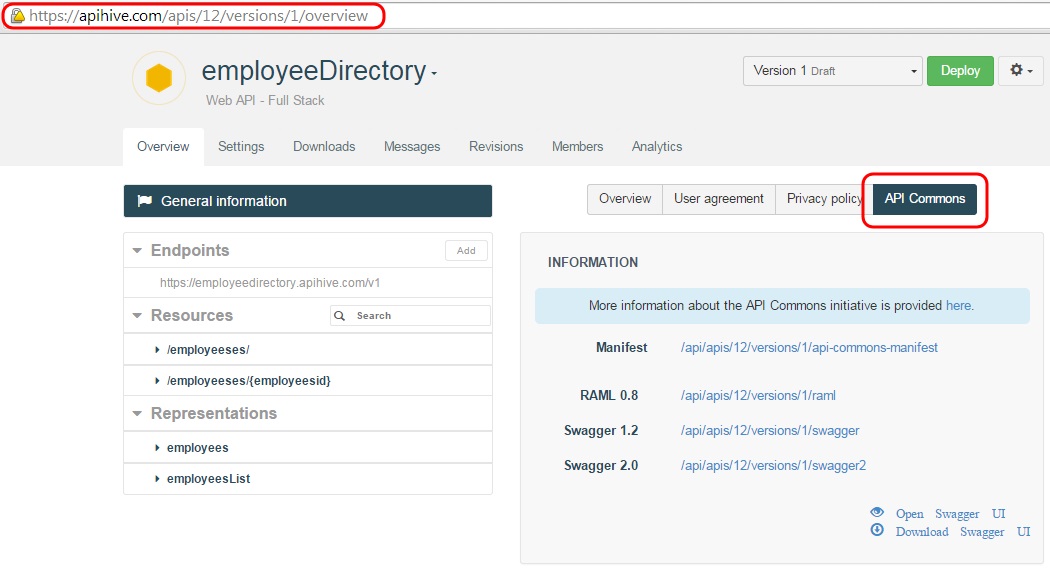 https://apihive.com/apis/12/versions/1/overview
employeeDirectory
Web API - Full Stack
Version 1 Draft
Deploy
Overview Settings Downloads Messages Revisions Members Analytics
General information
Overview User agreement Privacy policy API Commons
Endpoints Add
https://employeedirectory.apihive.com/v1
Resources Search
/employeeses/
/employeeses/{employeesid}
Representations
employees
employeesList
INFORMATION
More information about the API Commons initiative is provided here.
Manifest /api/apis/12/versions/1/api-commons-manifest
RAML 0.8 /api/apis/12/versions/1/raml
Swagger 1.2 /api/apis/12/versions/1/swagger
Swagger 2.0 /api/apis/12/versions/1/swagger2
Open Swagger UI
Download Swagger UI